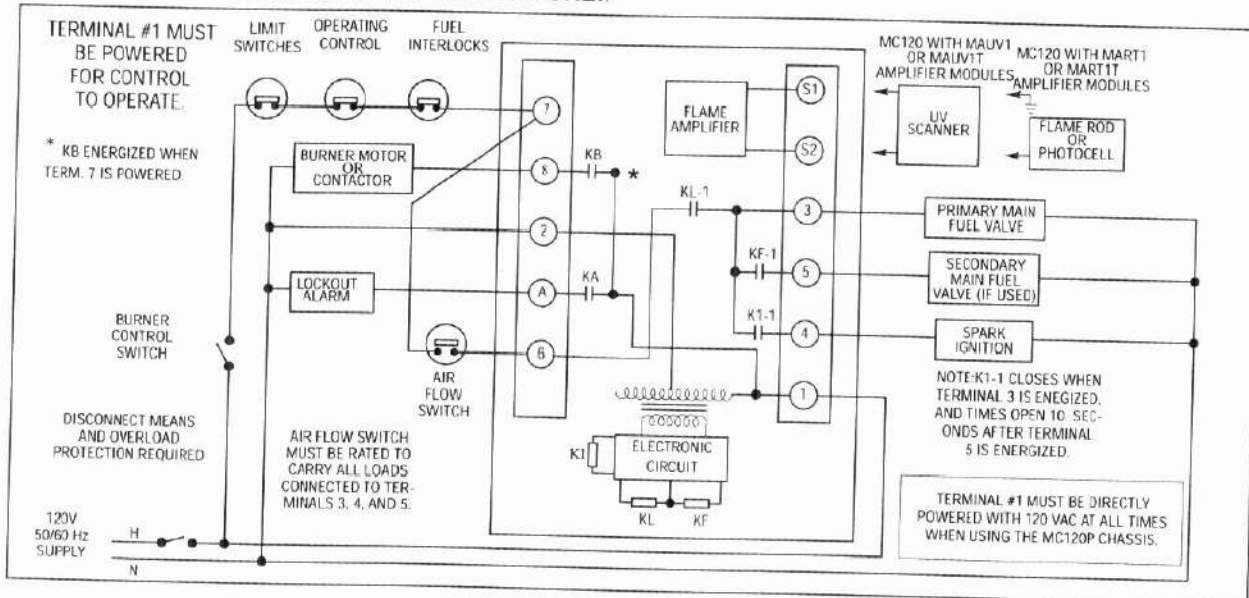 TERMINAL #1 MUST
BE POWERED
FOR CONTROL
TO OPERATE.
* KB ENERGIZED WHEN
TERM. 7 IS POWERED.
LIMIT
SWITCHES
OPERATING
CONTROL
FUEL
INTERLOCKS
BURNER MOTOR
OR
CONTACTOR
LOCKOUT
ALARM
BURNER
CONTROL
SWITCH
AIR
FLOW
SWITCH
DISCONNECT MEANS
AND OVERLOAD
PROTECTION REQUIRED
AIR FLOW SWITCH
MUST BE RATED TO
CARRY ALL LOADS
CONNECTED TO TER-
MINALS 3, 4, AND 5.
120V
50/60 Hz
SUPPLY
H
N
7
8
2
A
6
KB
*
KA
FLAME
AMPLIFIER
KL-1
KF-1
K1-1
S1
S2
3
5
4
1
KI
ELECTRONIC
CIRCUIT
KL
KF
MC120 WITH MAUV1
OR MAUV1T
AMPLIFIER MODULES
MC120 WITH MART1
OR MART1T
AMPLIFIER MODULES
UV
SCANNER
FLAME ROD
OR
PHOTOCELL
PRIMARY MAIN
FUEL VALVE
SECONDARY
MAIN FUEL
VALVE (IF USED)
SPARK
IGNITION
NOTE:K1-1 CLOSES WHEN
TERMINAL 3 IS ENEGIZED,
AND TIMES OPEN 10 SEC-
ONDS AFTER TERMINAL
5 IS ENERGIZED.
TERMINAL #1 MUST BE DIRECTLY
POWERED WITH 120 VAC AT ALL TIMES
WHEN USING THE MC120P CHASSIS.